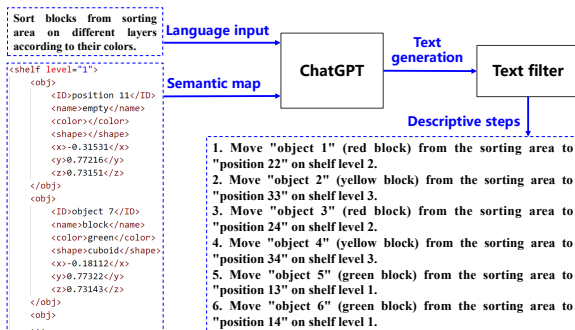 Sort blocks from sorting
area on different layers
according to their colors.
Language input
Semantic map
ChatGPT
Text
generation
Text filter
Descriptive steps
<shelf level="1">
<obj>
<ID>position 11</ID>
<name>empty</name>
<color></color>
<shape></shape>
<x>-0.31531</x>
<y>0.77216</y>
<z>0.73151</z>
</obj>
<obj>
<ID>object 7</ID>
<name>block</name>
<color>green</color>
<shape>cuboid</shape>
<x>-0.18112</x>
<y>0.77322</y>
<z>0.73143</z>
</obj>
<obj>
...
1. Move "object 1" (red block) from the sorting area to
"position 22" on shelf level 2.
2. Move "object 2" (yellow block) from the sorting area to
"position 33" on shelf level 3.
3. Move "object 3" (red block) from the sorting area to
"position 24" on shelf level 2.
4. Move "object 4" (yellow block) from the sorting area to
"position 34" on shelf level 3.
5. Move "object 5" (green block) from the sorting area to
"position 13" on shelf level 1.
6. Move "object 6" (green block) from the sorting area to
"position 14" on shelf level 1.